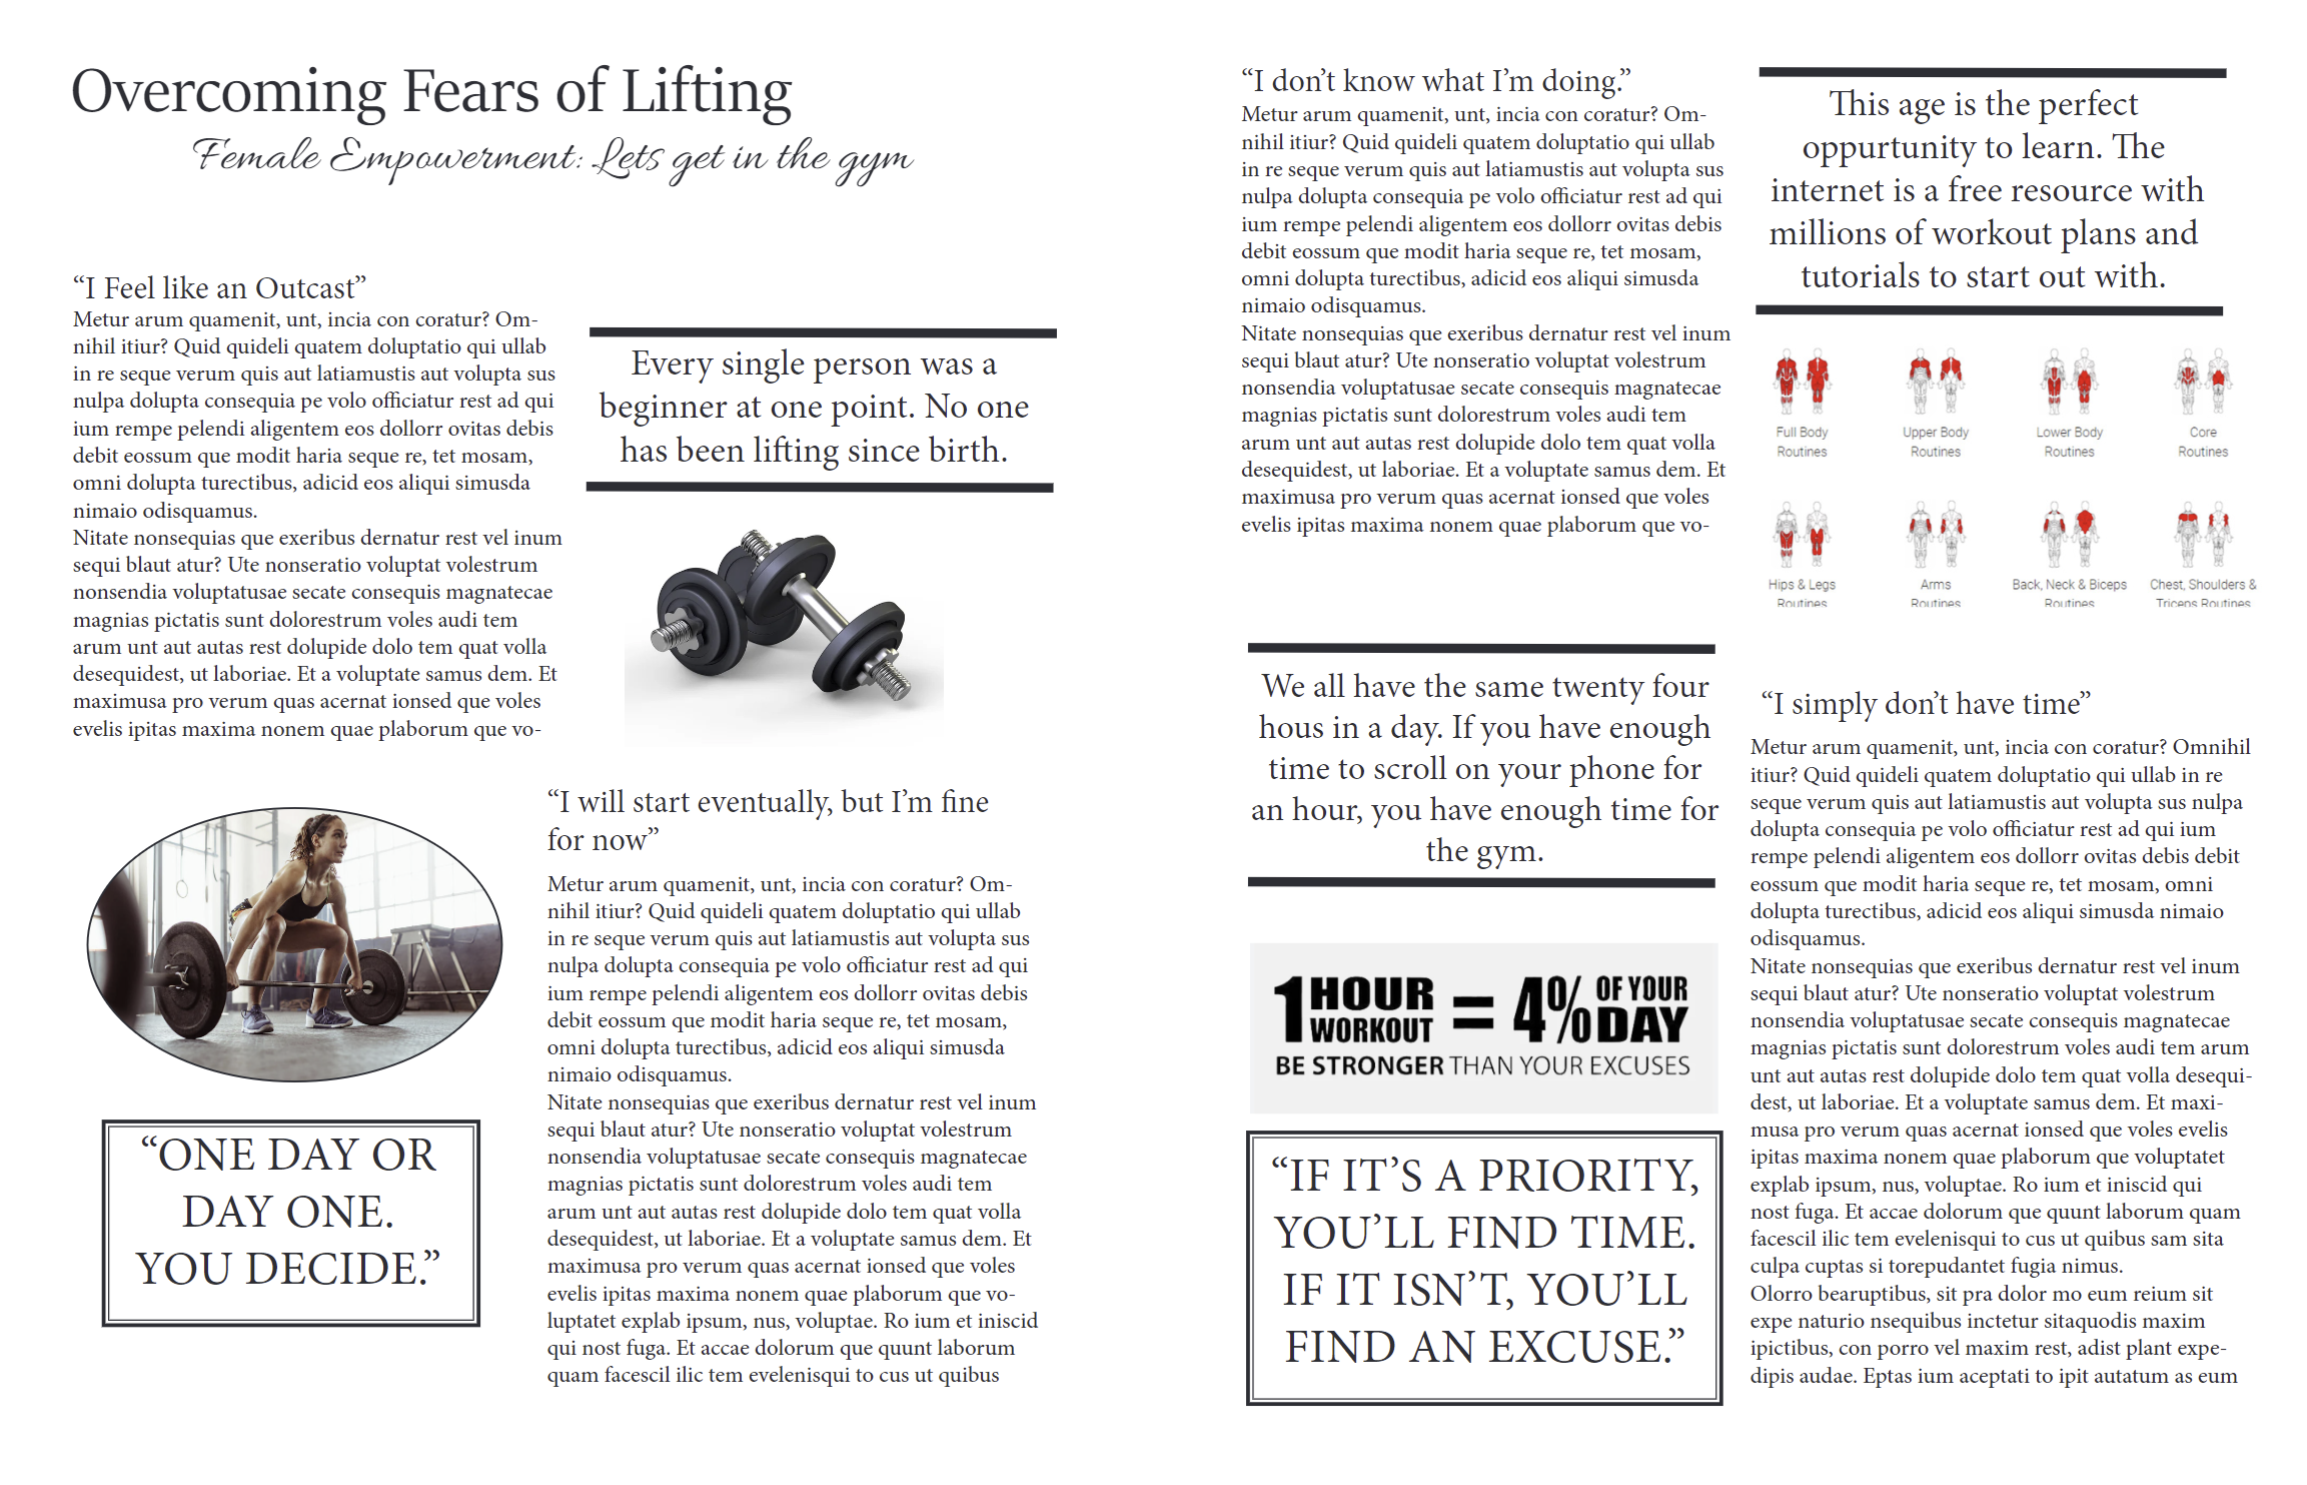 Overcoming Fears of Lifting
Female Empowerment: Lets get in the gym
“I Feel like an Outcast”
Metur arum quamenit, unt, incia con coratur? Om-
nihil itiur? Quid quideli quatem doluptatio qui ullab
in re seque verum quis aut latiamustis aut volupta sus
nulpa dolupta consequia pe volo officiatur rest ad qui
ium rempe pelendi aligentem eos dollorr ovitas debis
debit eossum que modit haria seque re, tet mosam,
omni dolupta turectibus, adicid eos aliqui simusda
nimaio odisquamus.
Nitate nonsequias que exeribus dernatur rest vel inum
sequi blaut atur? Ute nonseratio voluptat volestrum
nonsendia voluptatusae secate consequis magnatecae
magnias pictatis sunt dolorestrum voles audi tem
arum unt aut autas rest dolupide dolo tem quat volla
desequidest, ut laboriae. Et a voluptate samus dem. Et
maximusa pro verum quas acernat ionsed que voles
evelis ipitas maxima nonem quae plaborum que vo-
Every single person was a
beginner at one point. No one
has been lifting since birth.
“ONE DAY OR
DAY ONE.
YOU DECIDE.”
“I will start eventually, but I’m fine
for now”
Metur arum quamenit, unt, incia con coratur? Om-
nihil itiur? Quid quideli quatem doluptatio qui ullab
in re seque verum quis aut latiamustis aut volupta sus
nulpa dolupta consequia pe volo officiatur rest ad qui
ium rempe pelendi aligentem eos dollorr ovitas debis
debit eossum que modit haria seque re, tet mosam,
omni dolupta turectibus, adicid eos aliqui simusda
nimaio odisquamus.
Nitate nonsequias que exeribus dernatur rest vel inum
sequi blaut atur? Ute nonseratio voluptat volestrum
nonsendia voluptatusae secate consequis magnatecae
magnias pictatis sunt dolorestrum voles audi tem
arum unt aut autas rest dolupide dolo tem quat volla
desequidest, ut laboriae. Et a voluptate samus dem. Et
maximusa pro verum quas acernat ionsed que voles
evelis ipitas maxima nonem quae plaborum que vo-
luptatet explab ipsum, nus, voluptae. Ro ium et iniscid
qui nost fuga. Et accae dolorum que quunt laborum
quam facescil ilic tem evelenisqui to cus ut quibus
“I don’t know what I’m doing.”
Metur arum quamenit, unt, incia con coratur? Om-
nihil itiur? Quid quideli quatem doluptatio qui ullab
in re seque verum quis aut latiamustis aut volupta sus
nulpa dolupta consequia pe volo officiatur rest ad qui
ium rempe pelendi aligentem eos dollorr ovitas debis
debit eossum que modit haria seque re, tet mosam,
omni dolupta turectibus, adicid eos aliqui simusda
nimaio odisquamus.
Nitate nonsequias que exeribus dernatur rest vel inum
sequi blaut atur? Ute nonseratio voluptat volestrum
nonsendia voluptatusae secate consequis magnatecae
magnias pictatis sunt dolorestrum voles audi tem
arum unt aut autas rest dolupide dolo tem quat volla
desequidest, ut laboriae. Et a voluptate samus dem. Et
maximusa pro verum quas acernat ionsed que voles
evelis ipitas maxima nonem quae plaborum que vo-
This age is the perfect
oppurtunity to learn. The
internet is a free resource with
millions of workout plans and
tutorials to start out with.
Full Body
Routines
Upper Body
Routines
Lower Body
Routines
Core
Routines
Hips & Legs
Routines
Arms
Routines
Back, Neck & Biceps
Routines
Chest, Shoulders &
Triceps Routines
We all have the same twenty four
hous in a day. If you have enough
time to scroll on your phone for
an hour, you have enough time for
the gym.
1 HOUR WORKOUT = 4% OF YOUR DAY
BE STRONGER THAN YOUR EXCUSES
“IF IT’S A PRIORITY,
YOU’LL FIND TIME.
IF IT ISN’T, YOU’LL
FIND AN EXCUSE.”
“I simply don’t have time”
Metur arum quamenit, unt, incia con coratur? Omnihil
itiur? Quid quideli quatem doluptatio qui ullab in re
seque verum quis aut latiamustis aut volupta sus nulpa
dolupta consequia pe volo officiatur rest ad qui ium
rempe pelendi aligentem eos dollorr ovitas debis debit
eossum que modit haria seque re, tet mosam, omni
dolupta turectibus, adicid eos aliqui simusda nimaio
odisquamus.
Nitate nonsequias que exeribus dernatur rest vel inum
sequi blaut atur? Ute nonseratio voluptat volestrum
nonsendia voluptatusae secate consequis magnatecae
magnias pictatis sunt dolorestrum voles audi tem arum
unt aut autas rest dolupide dolo tem quat volla desequi-
dest, ut laboriae. Et a voluptate samus dem. Et maxi-
musa pro verum quas acernat ionsed que voles evelis
ipitas maxima nonem quae plaborum que voluptatet
explab ipsum, nus, voluptae. Ro ium et iniscid qui
nost fuga. Et accae dolorum que quunt laborum quam
facescil ilic tem evelenisqui to cus ut quibus sam sita
culpa cuptas si torepudantet fugia nimus.
Olorro bearuptibus, sit pra dolor mo eum reium sit
expe naturio nsequibus inctetur sitaquodis maxim
ipictibus, con porro vel maxim rest, adist plant expe-
dipis audae. Eptas ium aceptati to ipit autatum as eum